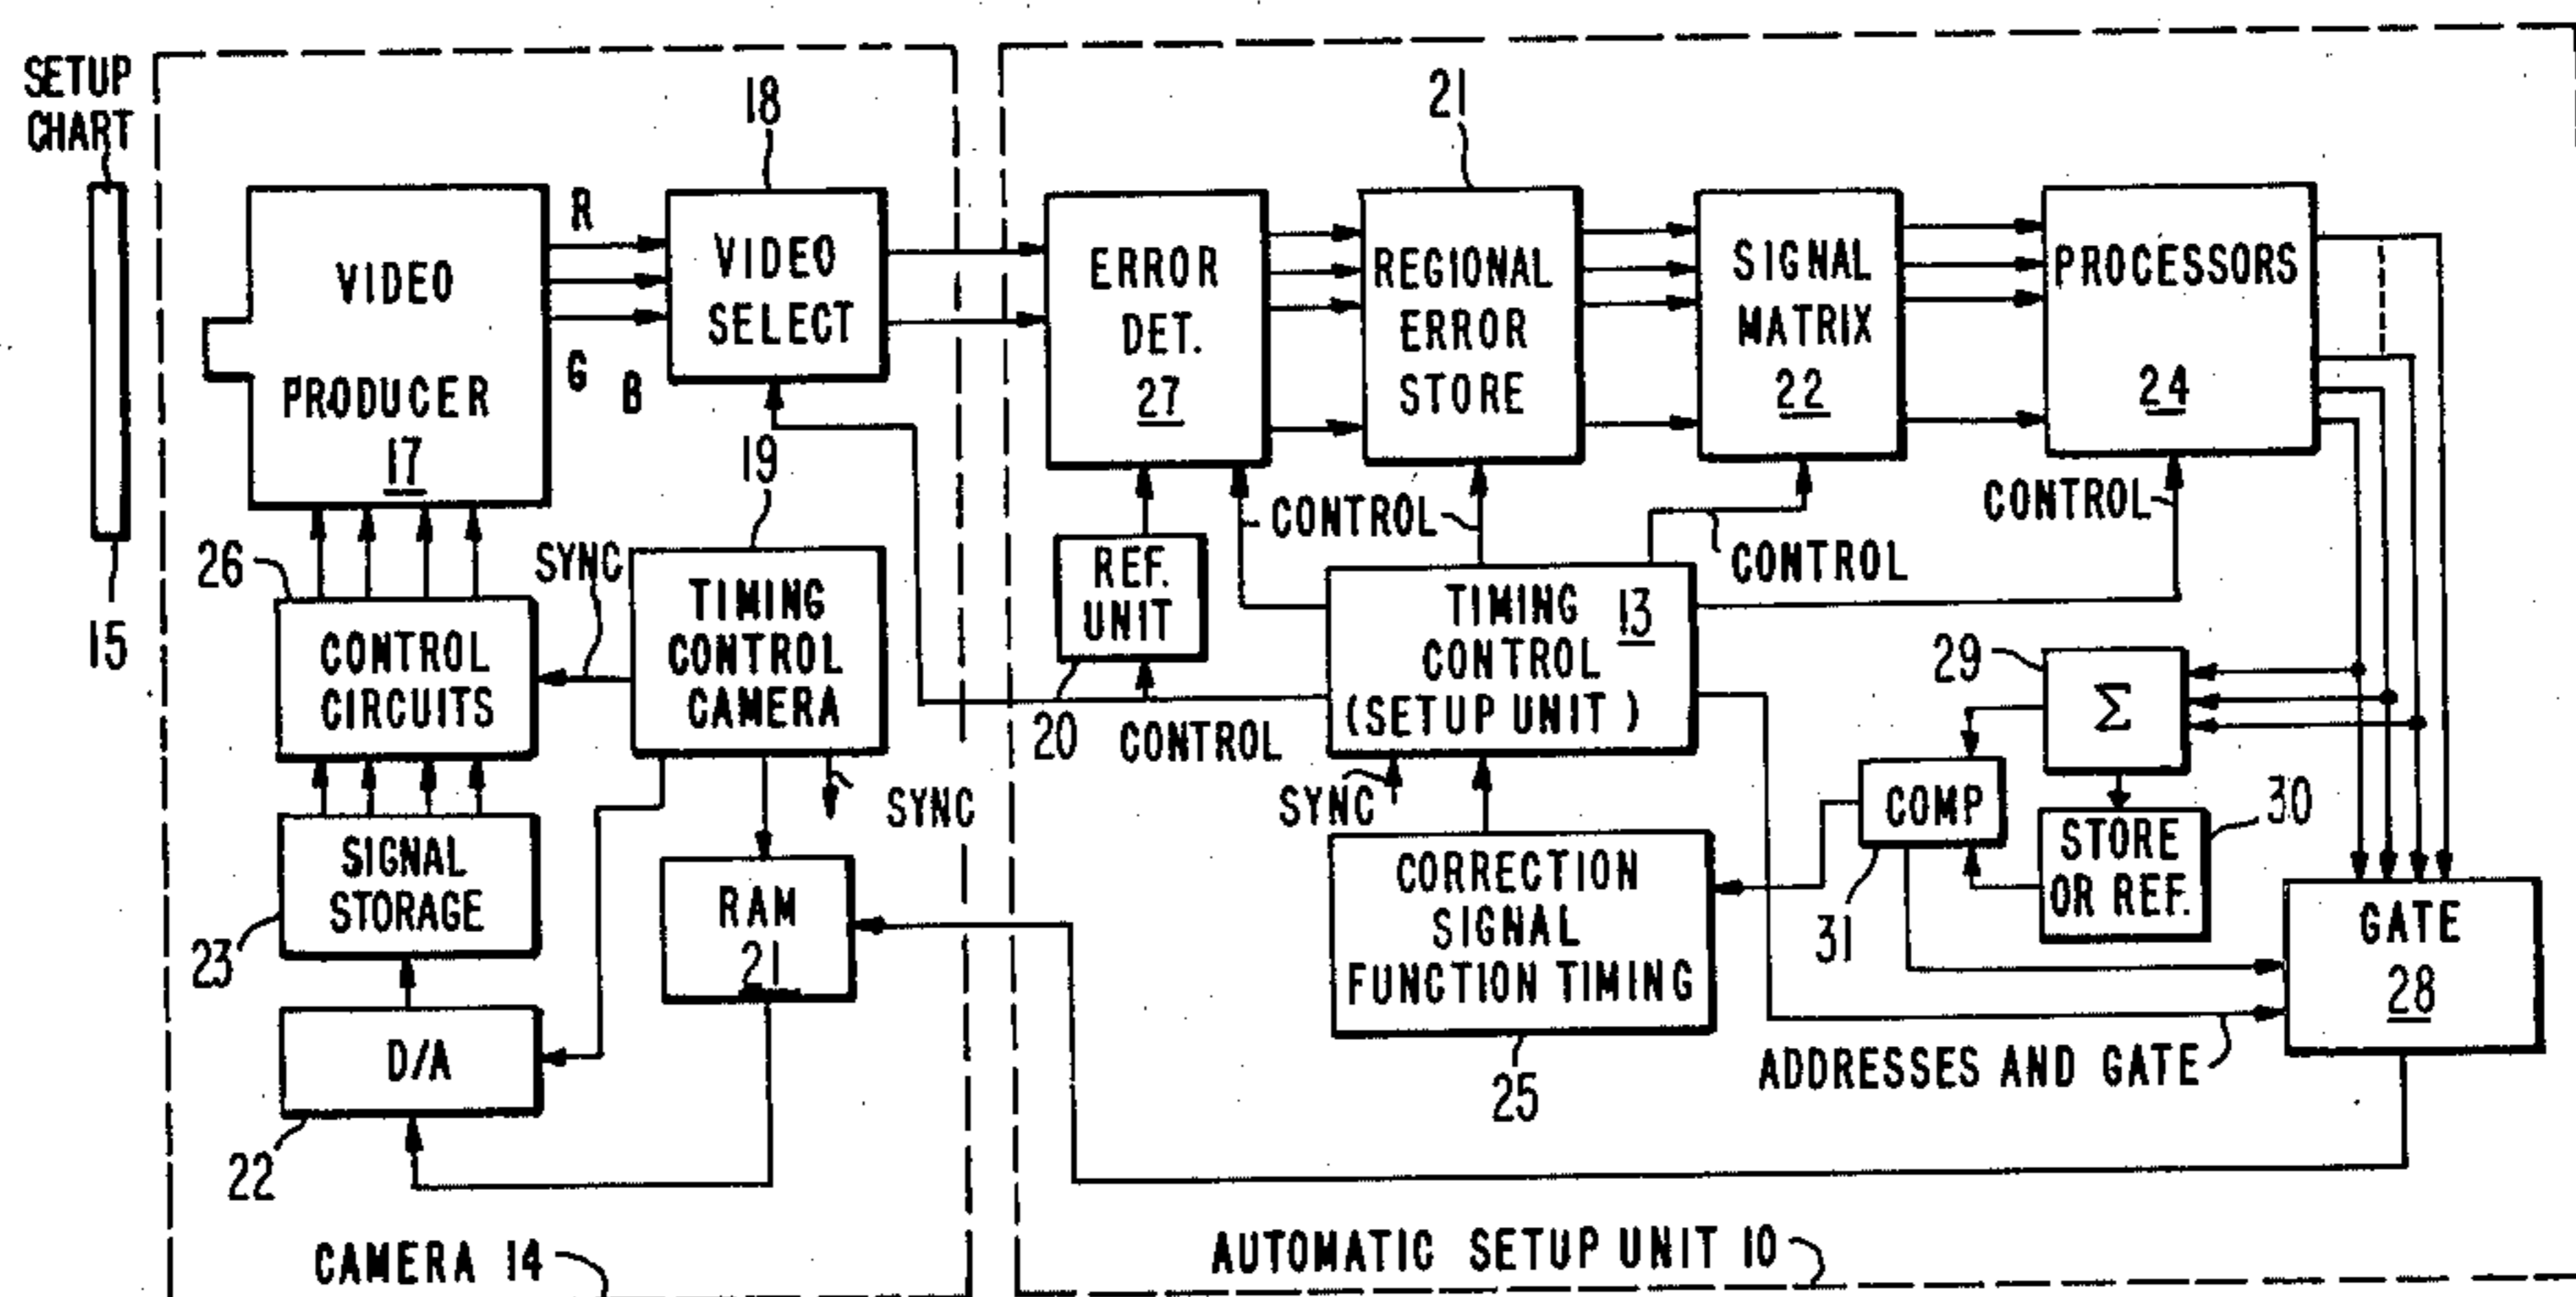 SETUP
CHART
15
VIDEO
PRODUCER
17
R
G
B
18
VIDEO
SELECT
19
TIMING
CONTROL
CAMERA
SYNC
26
CONTROL
CIRCUITS
SIGNAL
STORAGE
23
D/A
22
RAM
21
SYNC
CAMERA 14
ERROR
DET.
27
21
REGIONAL
ERROR
STORE
SIGNAL
MATRIX
22
PROCESSORS
24
CONTROL
CONTROL
CONTROL
REF.
UNIT
20
CONTROL
TIMING 13
CONTROL
(SETUP UNIT)
SYNC
CORRECTION
SIGNAL
FUNCTION TIMING
25
29
Σ
COMP
31
STORE
OR REF.
30
GATE
28
ADDRESSES AND GATE
AUTOMATIC SETUP UNIT 10